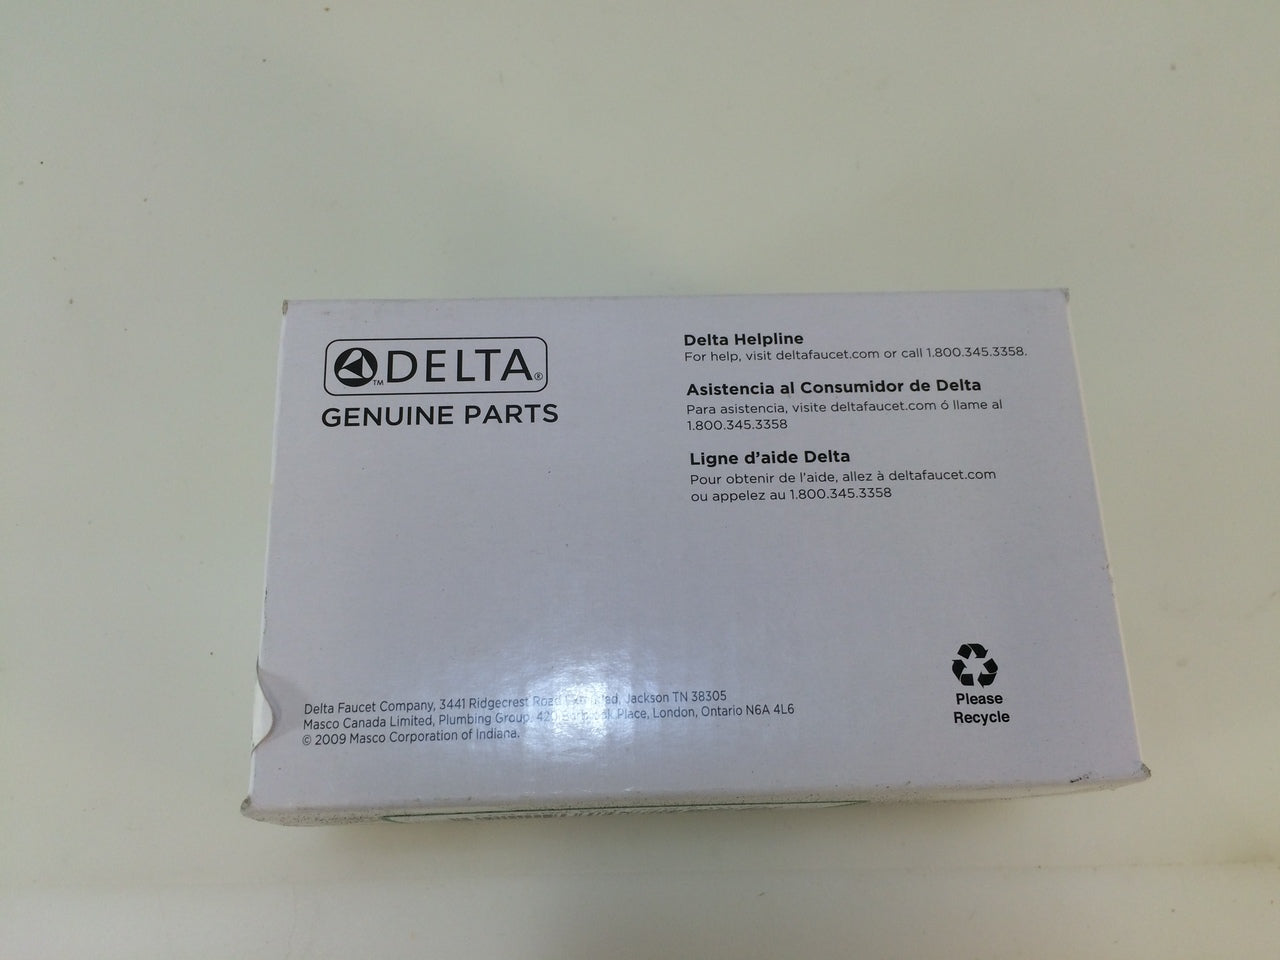 ™DELTA®
GENUINE PARTS
Delta Helpline
For help, visit deltafaucet.com or call 1.800.345.3358.
Asistencia al Consumidor de Delta
Para asistencia, visite deltafaucet.com ó llame al
1.800.345.3358
Ligne d'aide Delta
Pour obtenir de l'aide, allez à deltafaucet.com
ou appelez au 1.800.345.3358
Delta Faucet Company, 3441 Ridgecrest Road Jackson TN 38305
Masco Canada Limited, Plumbing Group, 420 Place, London, Ontario N6A 4L6
© 2009 Masco Corporation of Indiana.
Please
Recycle